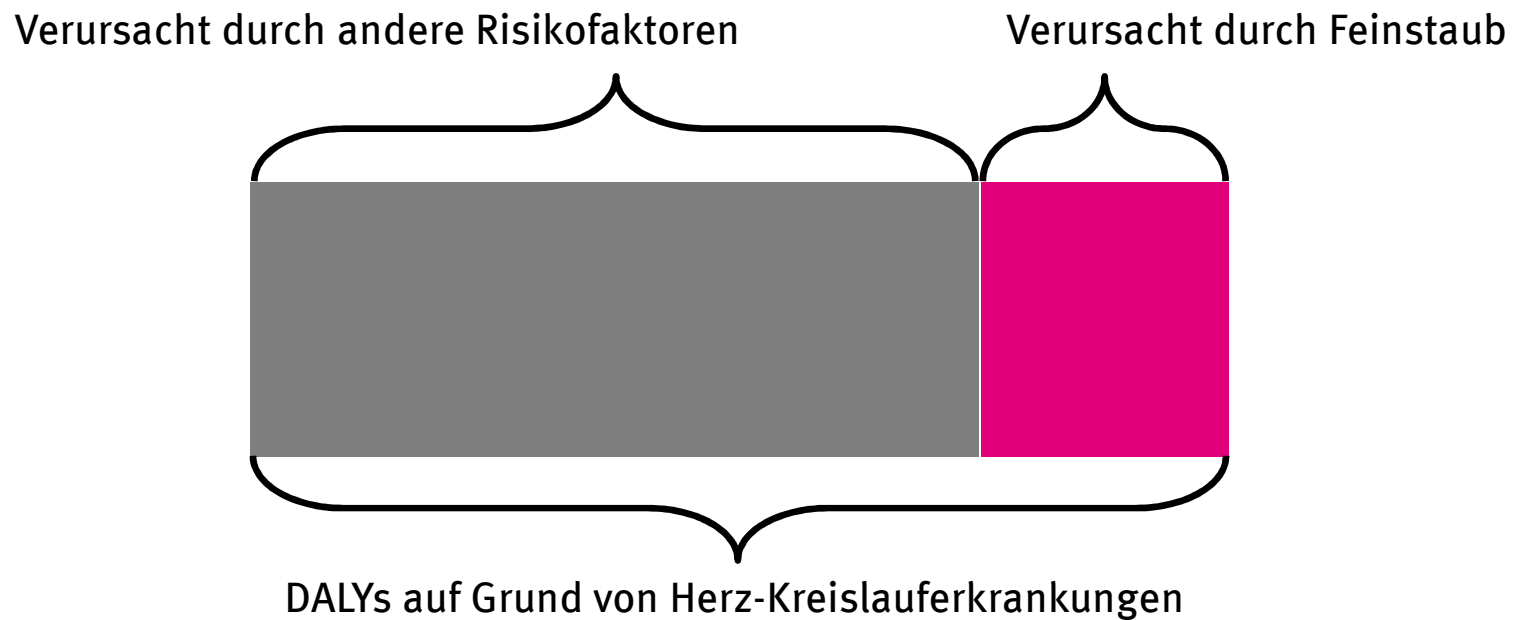 Verursacht durch andere Risikofaktoren
Verursacht durch Feinstaub
DALYs auf Grund von Herz-Kreislauferkrankungen